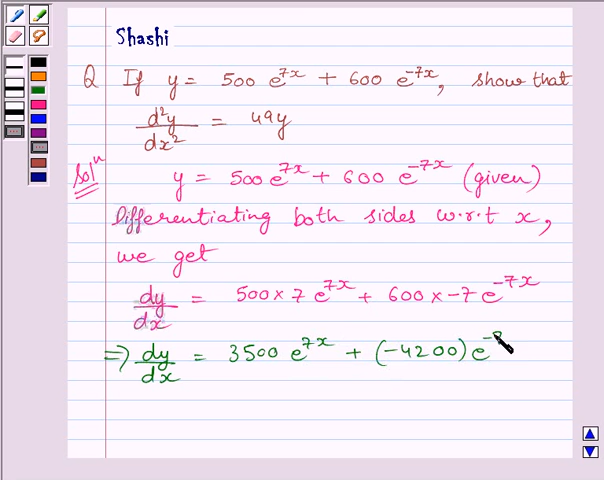 Shashi
Q If y = 500 e^{7x} + 600 e^{-7x}, show that
d²y/dx² = 49y
Solⁿ y = 500 e^{7x} + 600 e^{-7x} (given)
Differentiating both sides w.r.t x,
we get
dy/dx = 500 × 7 e^{7x} + 600 × -7 e^{-7x}
⇒ dy/dx = 3500 e^{7x} + (-4200) e^-